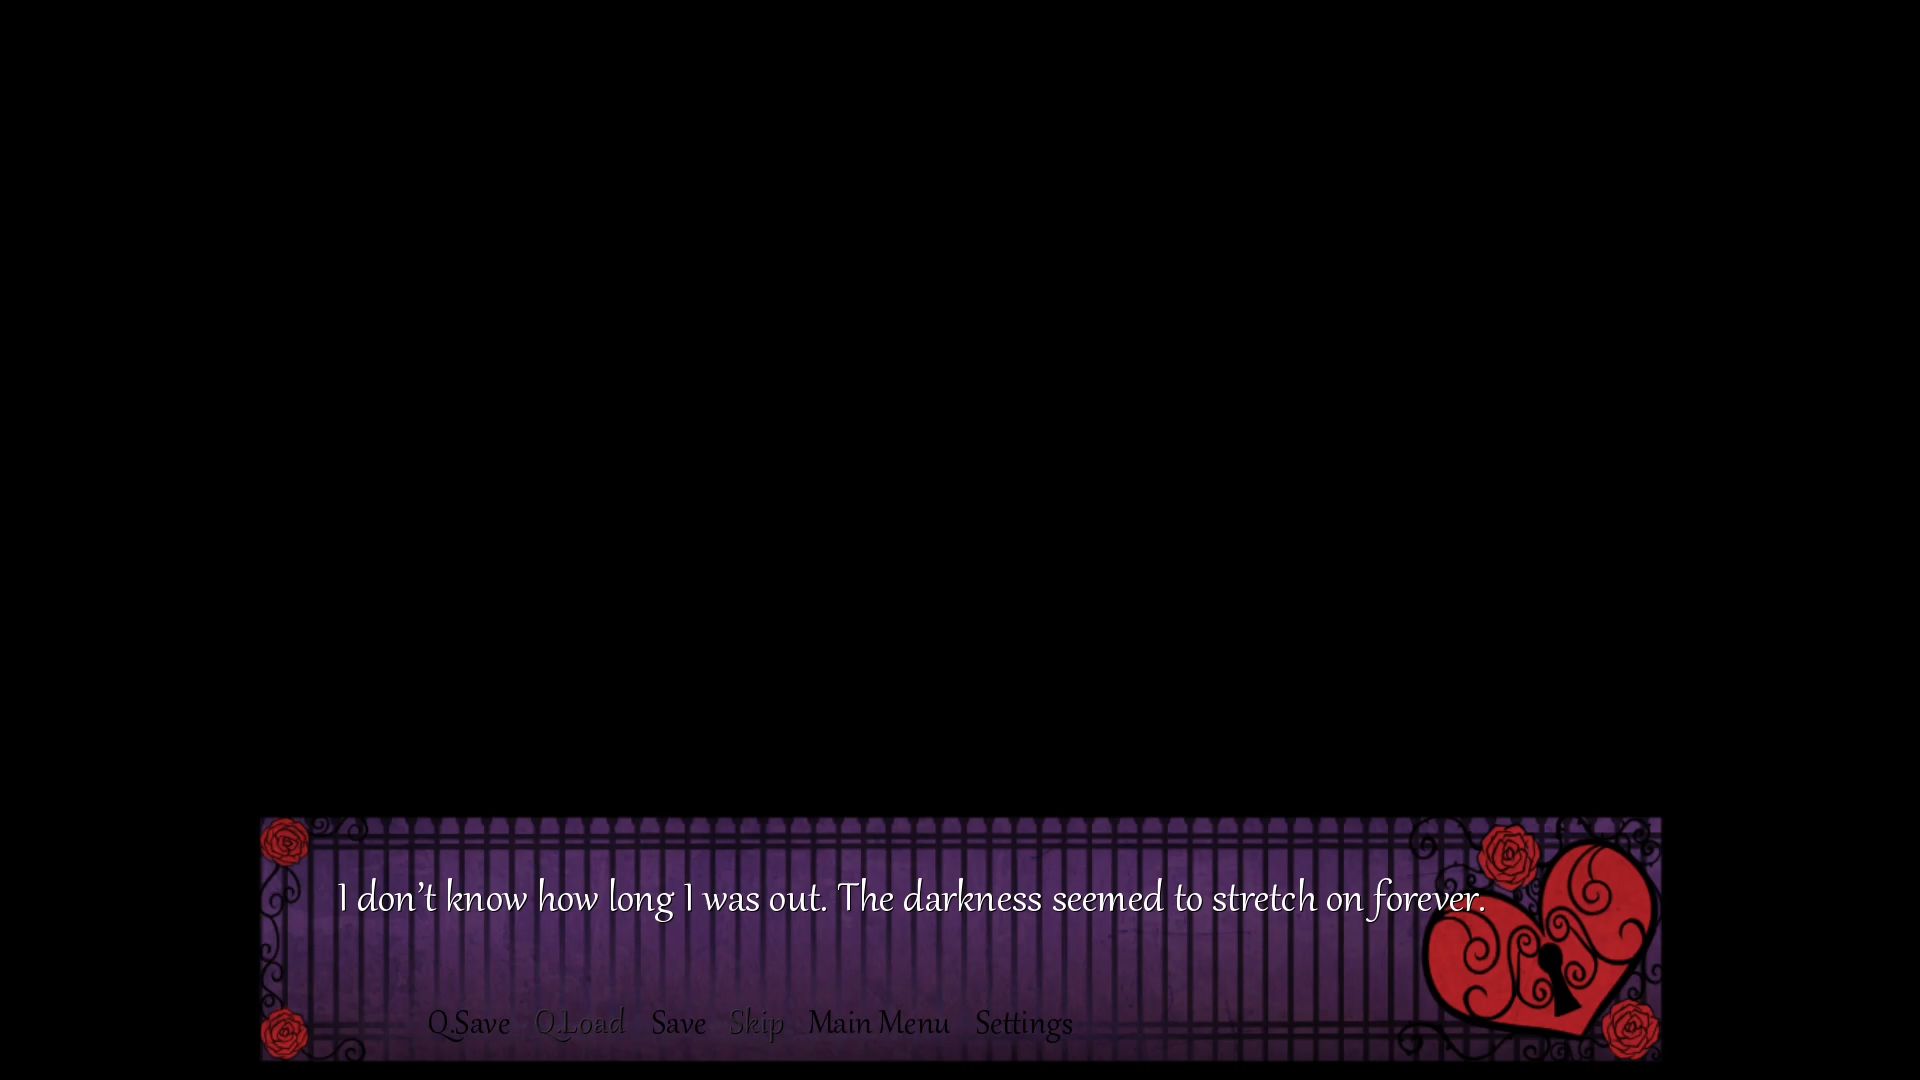 I don’t know how long I was out. The darkness seemed to stretch on forever.
Q.Save Q.Load Save Skip Main Menu Settings